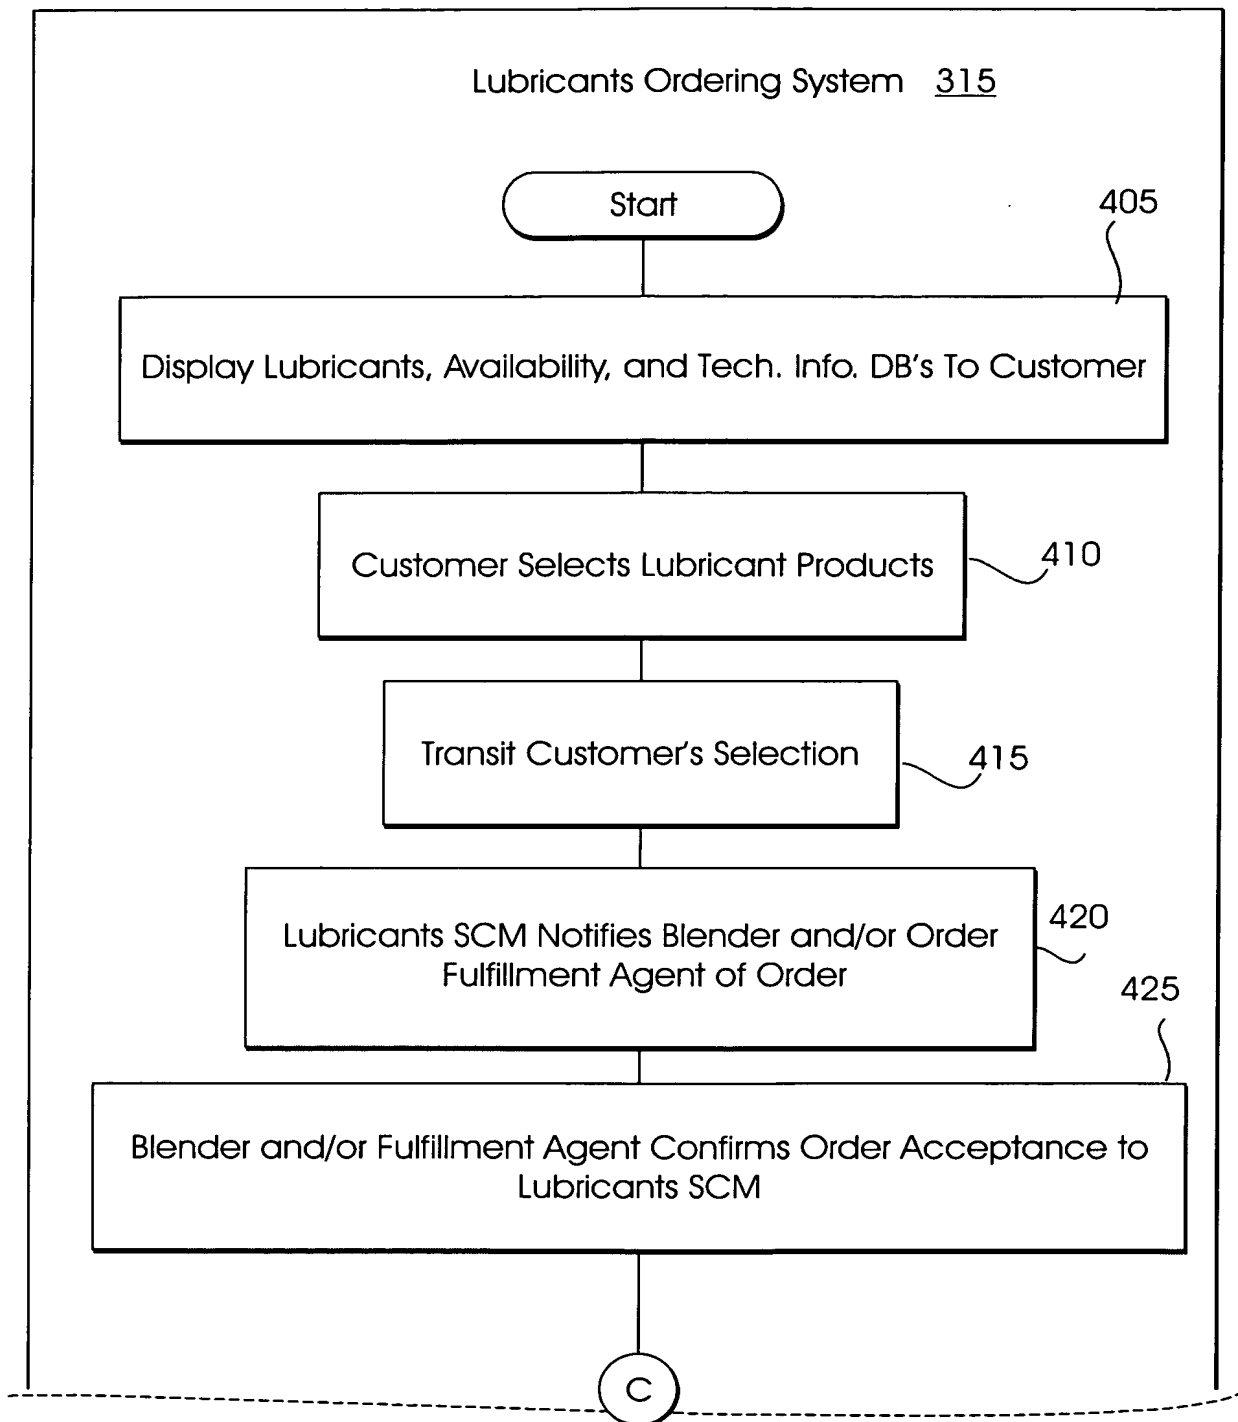 Lubricants Ordering System 315
Start
405
Display Lubricants, Availability, and Tech. Info. DB's To Customer
Customer Selects Lubricant Products
410
Transit Customer's Selection
415
Lubricants SCM Notifies Blender and/or Order
Fulfillment Agent of Order
420
425
Blender and/or Fulfillment Agent Confirms Order Acceptance to
Lubricants SCM
C